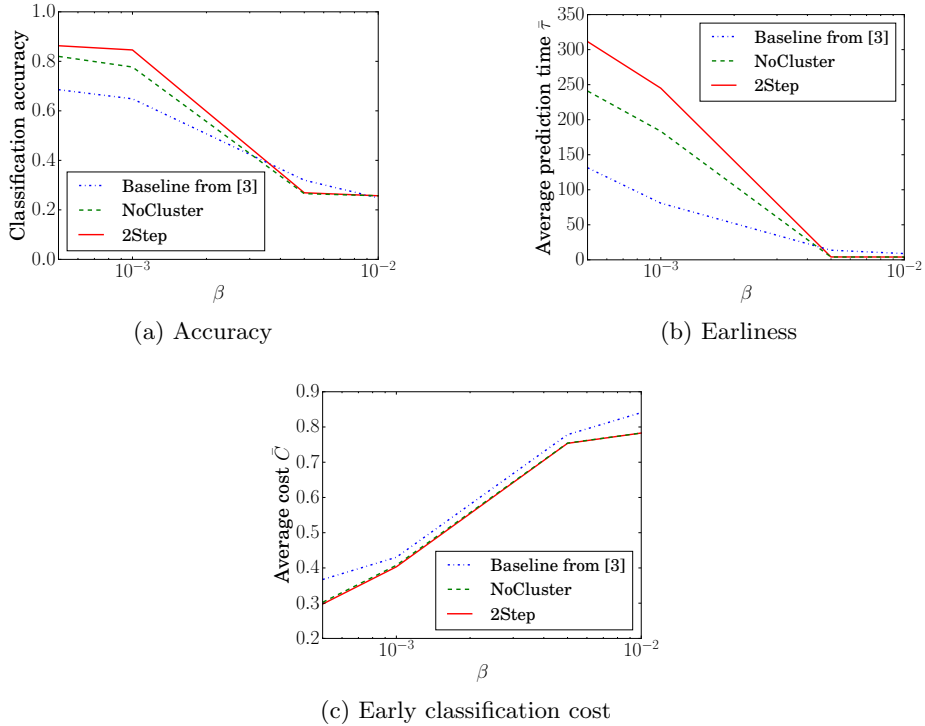 Classification accuracy
1.0
0.8
0.6
0.4
0.2
0.0
Baseline from [3]
NoCluster
2Step
10⁻³
10⁻²
β
(a) Accuracy
Average prediction time τ̄
350
300
250
200
150
100
50
0
Baseline from [3]
NoCluster
2Step
10⁻³
10⁻²
β
(b) Earliness
Average cost C̄
0.9
0.8
0.7
0.6
0.5
0.4
0.3
0.2
Baseline from [3]
NoCluster
2Step
10⁻³
10⁻²
β
(c) Early classification cost